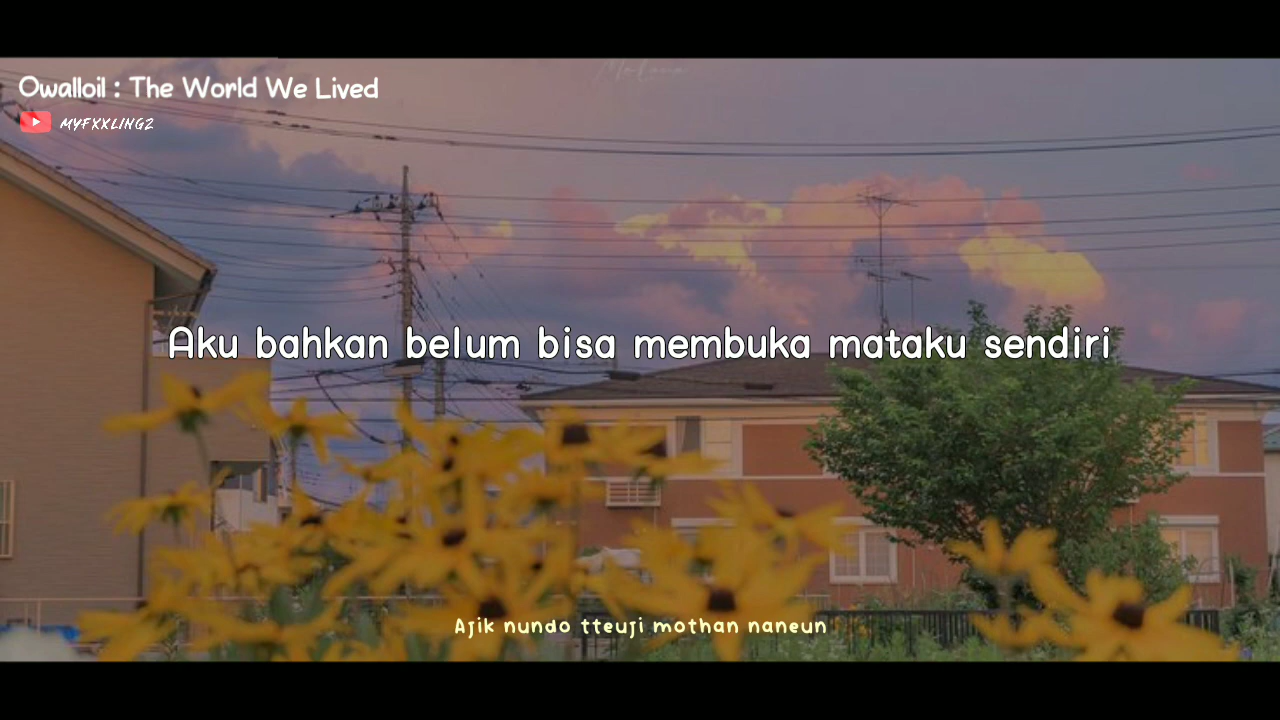 Owalloil : The World We Lived
MYFXXLINGZ
Aku bahkan belum bisa membuka mataku sendiri
Ajik nundo tteuji mothan naneun